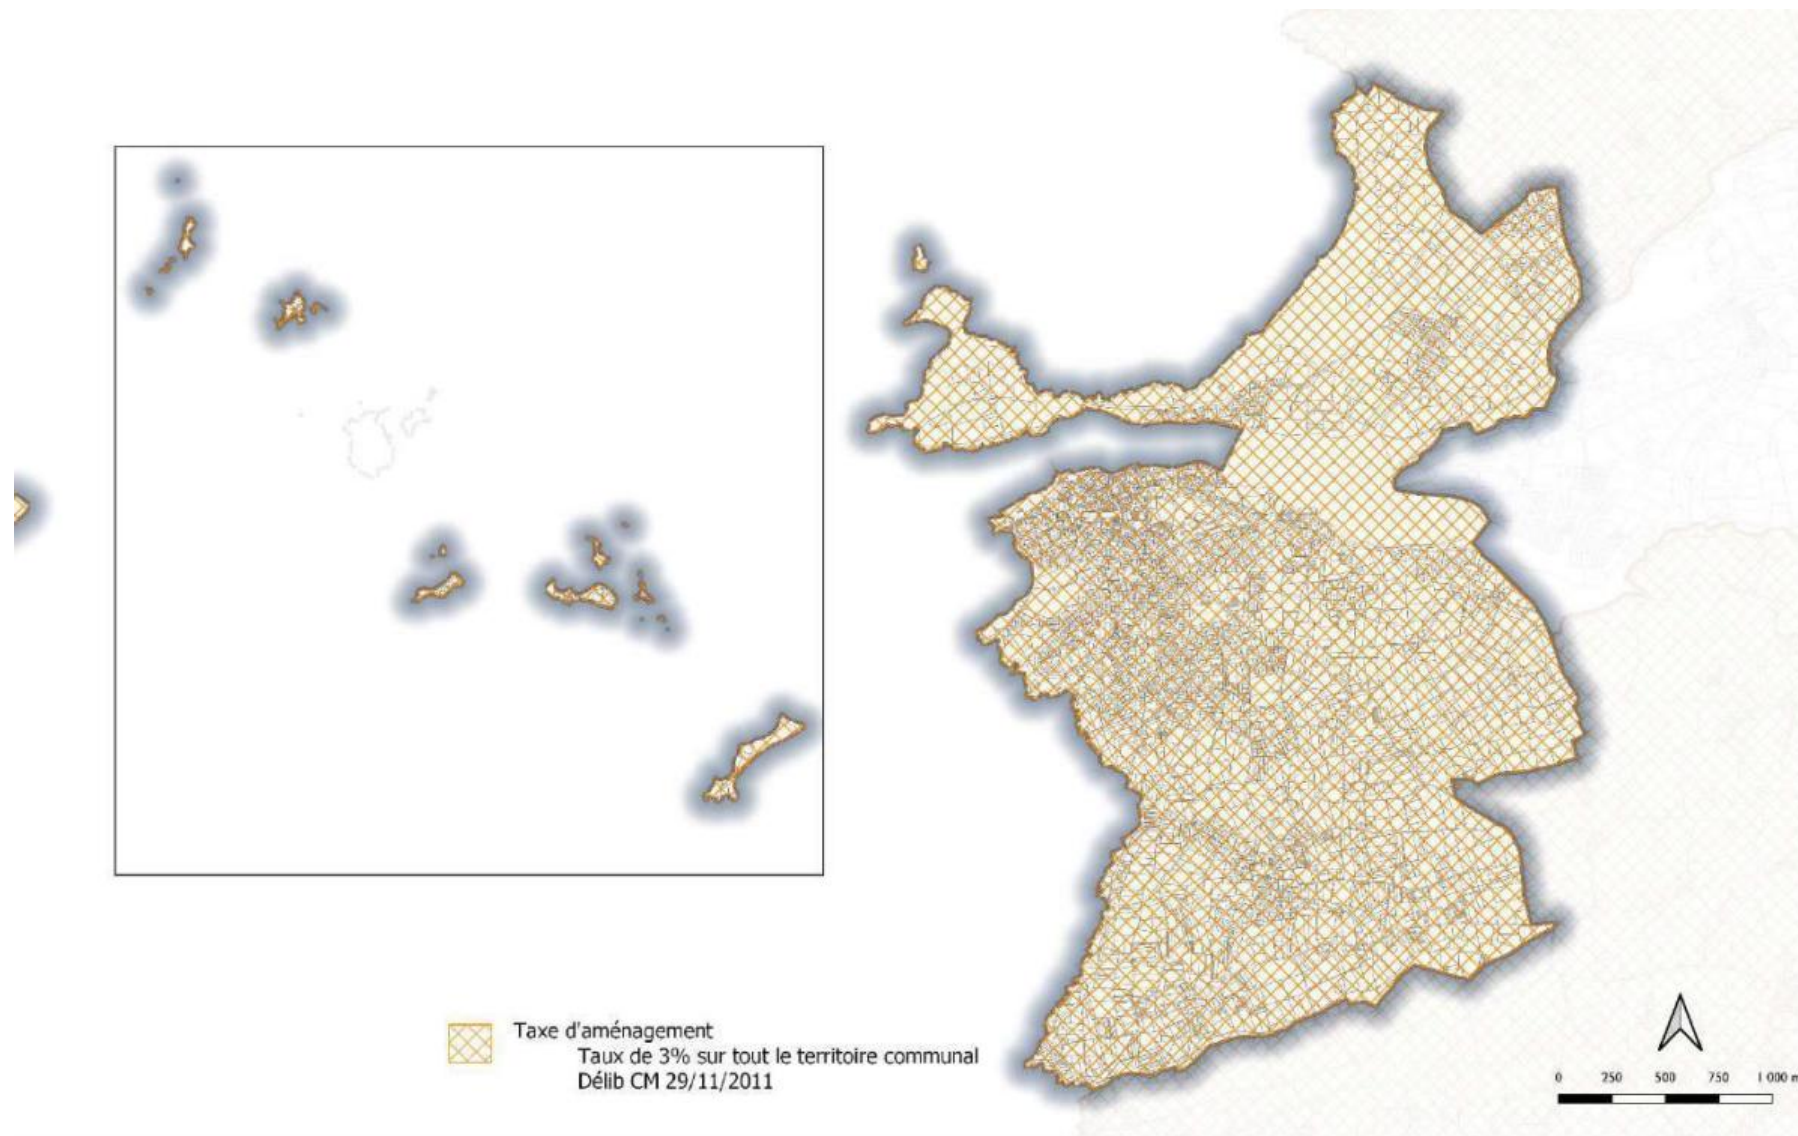 Taxe d'aménagement
Taux de 3% sur tout le territoire communal
Délib CM 29/11/2011
0 250 500 750 1 000 m